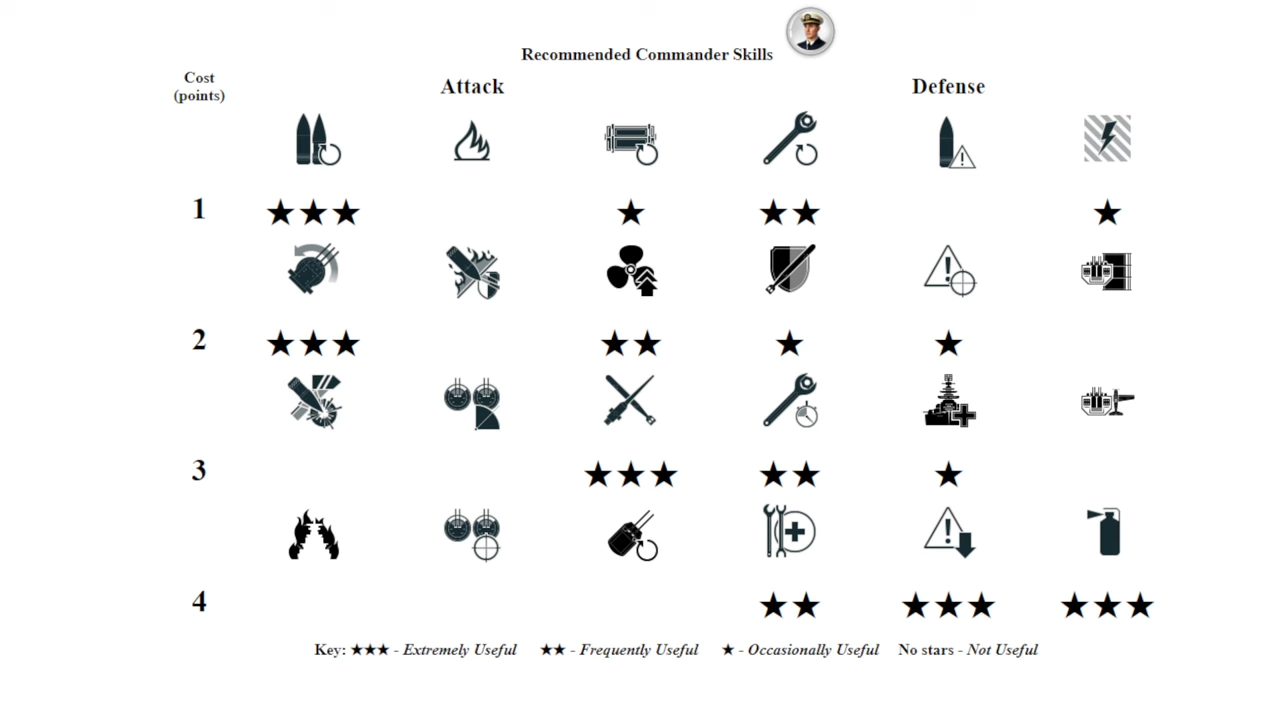 Recommended Commander Skills
Cost
(points)
Attack
Defense
1
★★★ ★ ★★ ★
2
★★★ ★★ ★ ★
3
★★★ ★★ ★
4
★★ ★★★ ★★★
Key: ★★★ - Extremely Useful ★★ - Frequently Useful ★ - Occasionally Useful No stars - Not Useful